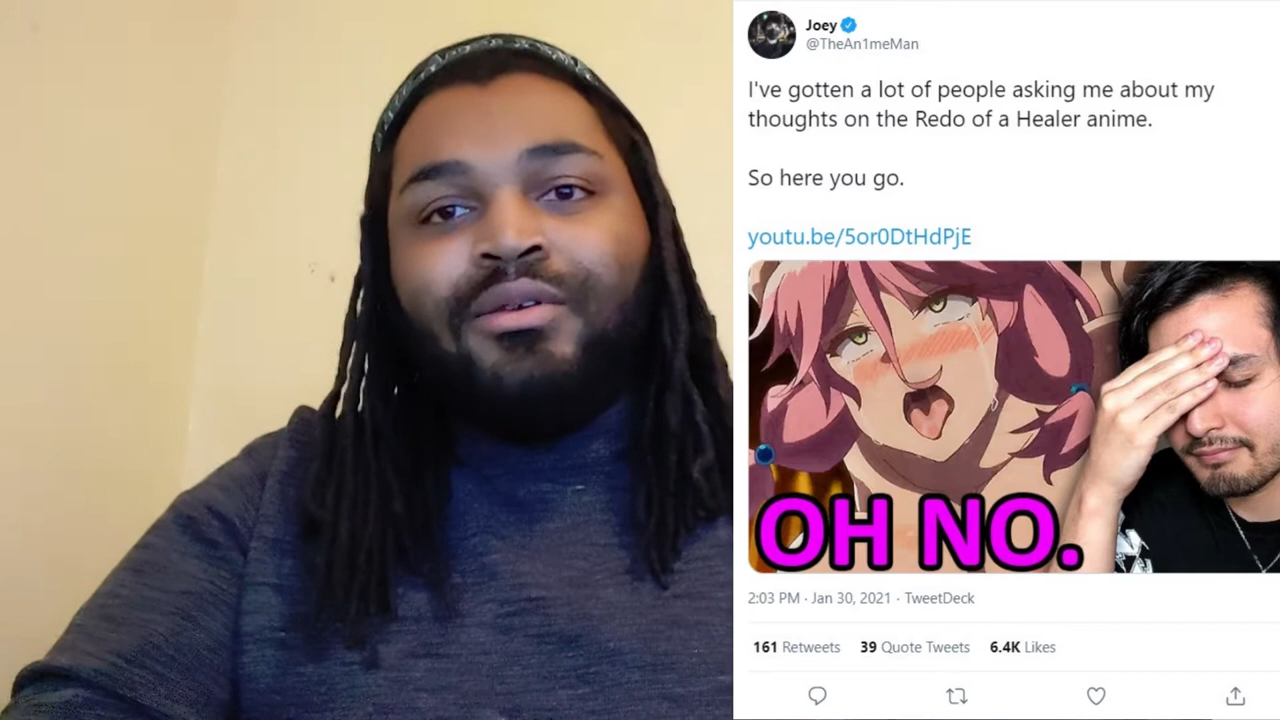 Joey
@TheAn1meMan
I've gotten a lot of people asking me about my
thoughts on the Redo of a Healer anime.
So here you go.
youtu.be/5or0DtHdPjE
OH NO.
2:03 PM · Jan 30, 2021 · TweetDeck
161 Retweets 39 Quote Tweets 6.4K Likes